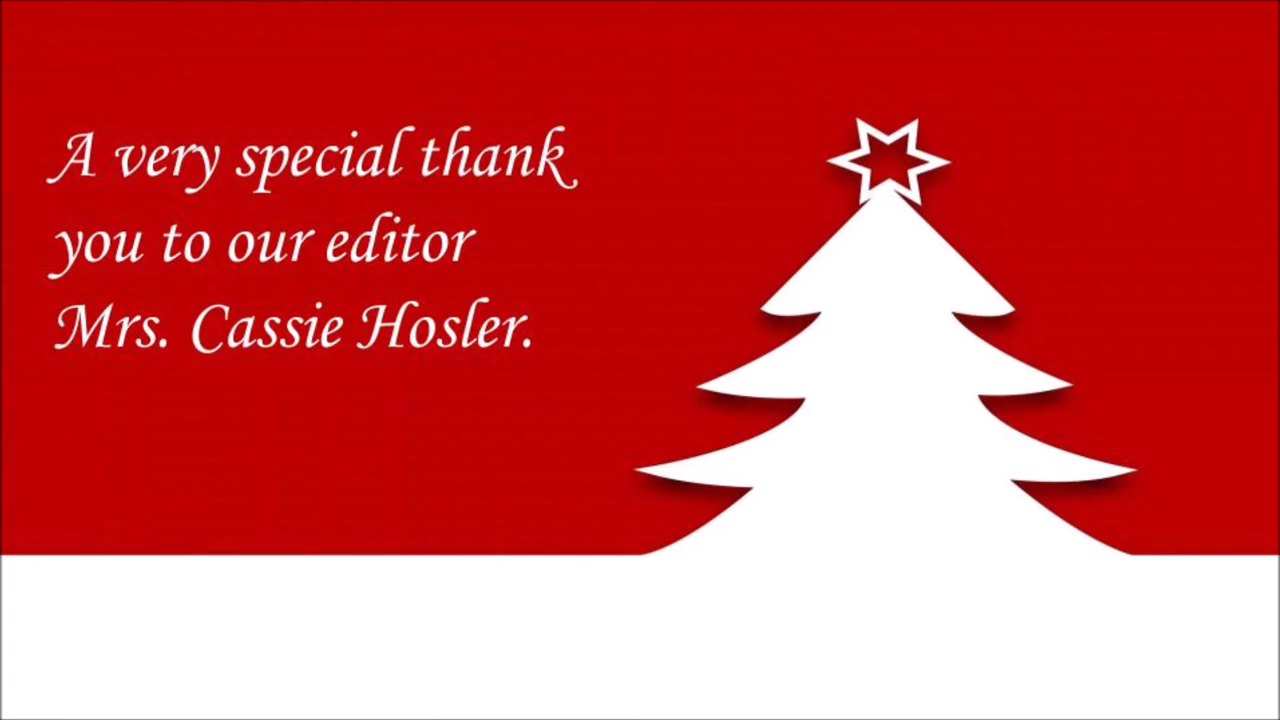 A very special thank
you to our editor
Mrs. Cassie Hosler.